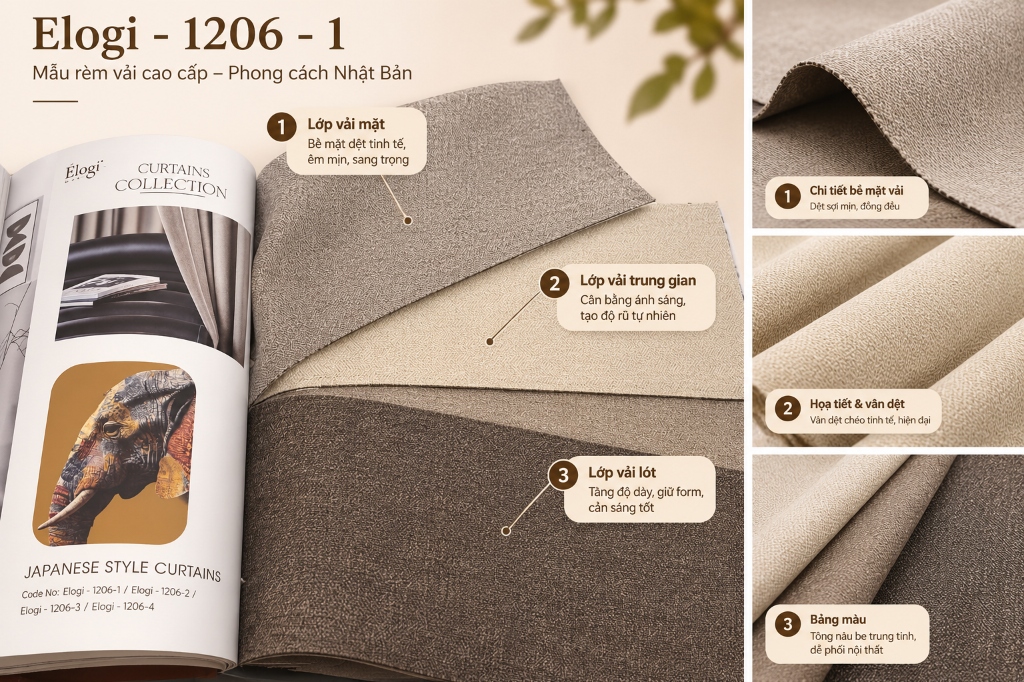 Elogi - 1206 - 1
Mẫu rèm vải cao cấp – Phong cách Nhật Bản
Elogi
CURTAINS
COLLECTION
JAPANESE STYLE CURTAINS
Code No: Elogi - 1206-1 / Elogi - 1206-2 /
Elogi - 1206-3 / Elogi - 1206-4
1
Lớp vải mặt
Bề mặt dệt tinh tế,
êm mịn, sang trọng
2
Lớp vải trung gian
Cân bằng ánh sáng,
tạo độ rũ tự nhiên
3
Lớp vải lót
Tăng độ dày, giữ form,
cản sáng tốt
1
Chi tiết bề mặt vải
Dệt sợi mịn, đồng đều
2
Họa tiết & vân dệt
Vân dệt chéo tinh tế, hiện đại
3
Bảng màu
Tông nâu be trung tính,
dễ phối nội thất